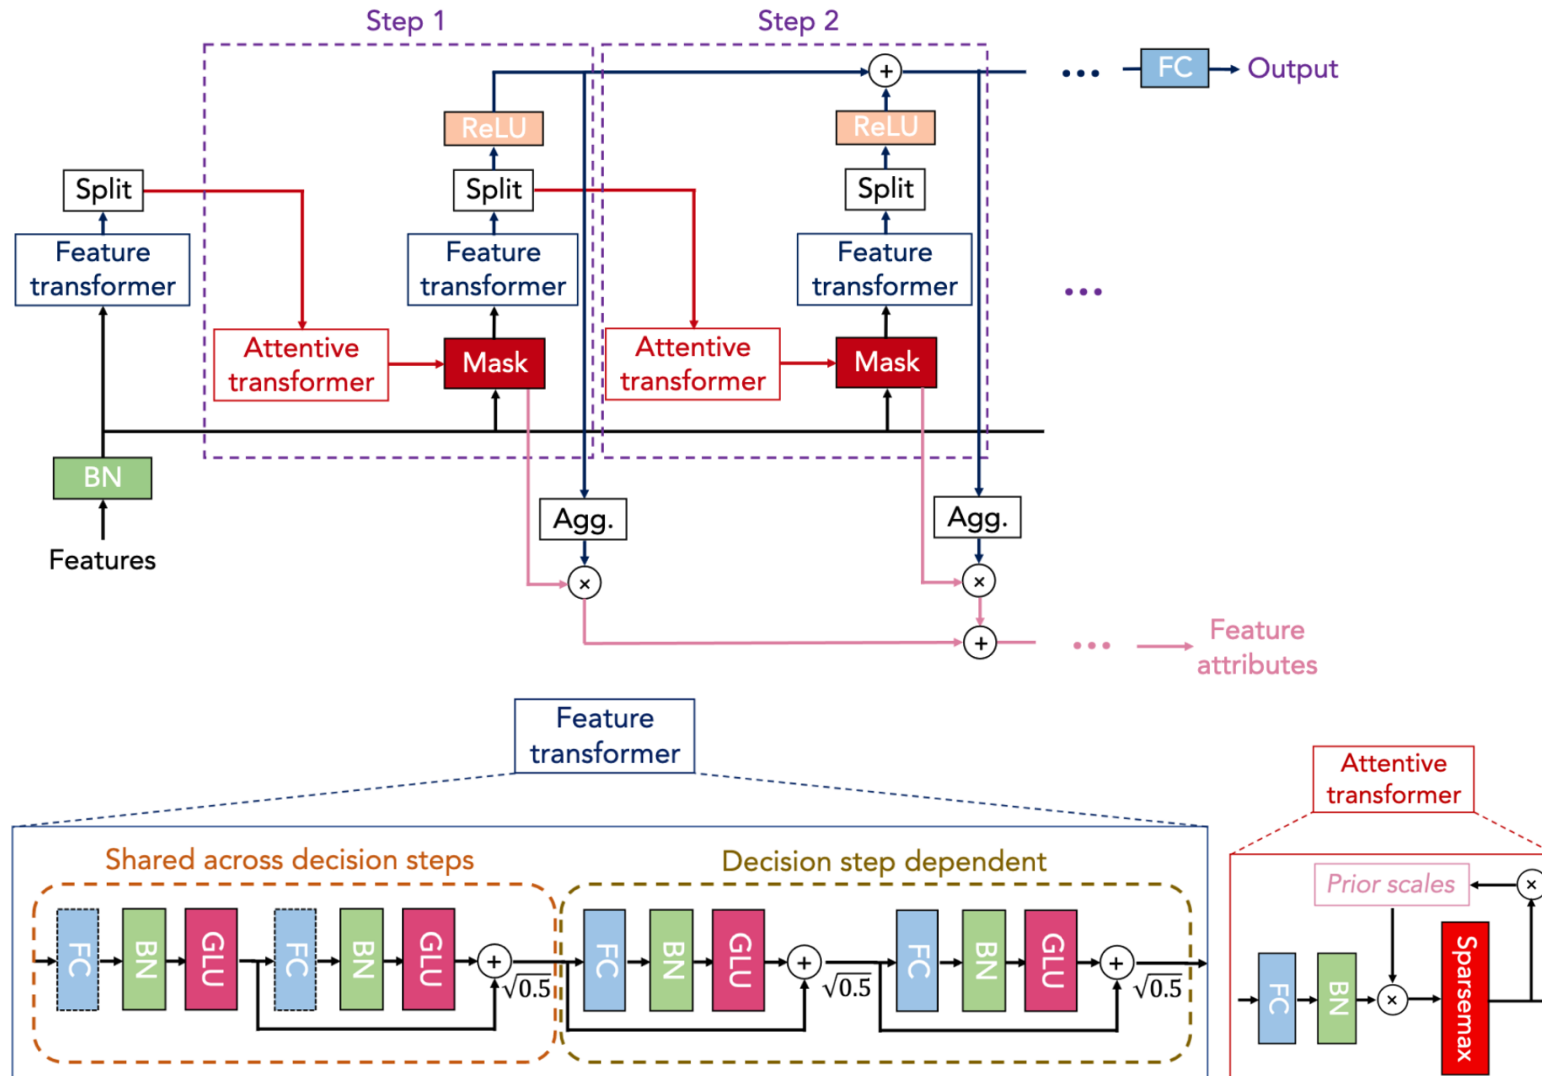 Step 1
Step 2
FC
Output
ReLU
ReLU
Split
Split
Split
Feature
transformer
Feature
transformer
Feature
transformer
Attentive
transformer
Mask
Attentive
transformer
Mask
BN
Features
Agg.
Agg.
Feature
attributes
Feature
transformer
Attentive
transformer
Shared across decision steps
Decision step dependent
FC
BN
GLU
FC
BN
GLU
√0.5
FC
BN
GLU
√0.5
FC
BN
GLU
√0.5
Prior scales
FC
BN
Sparsemax